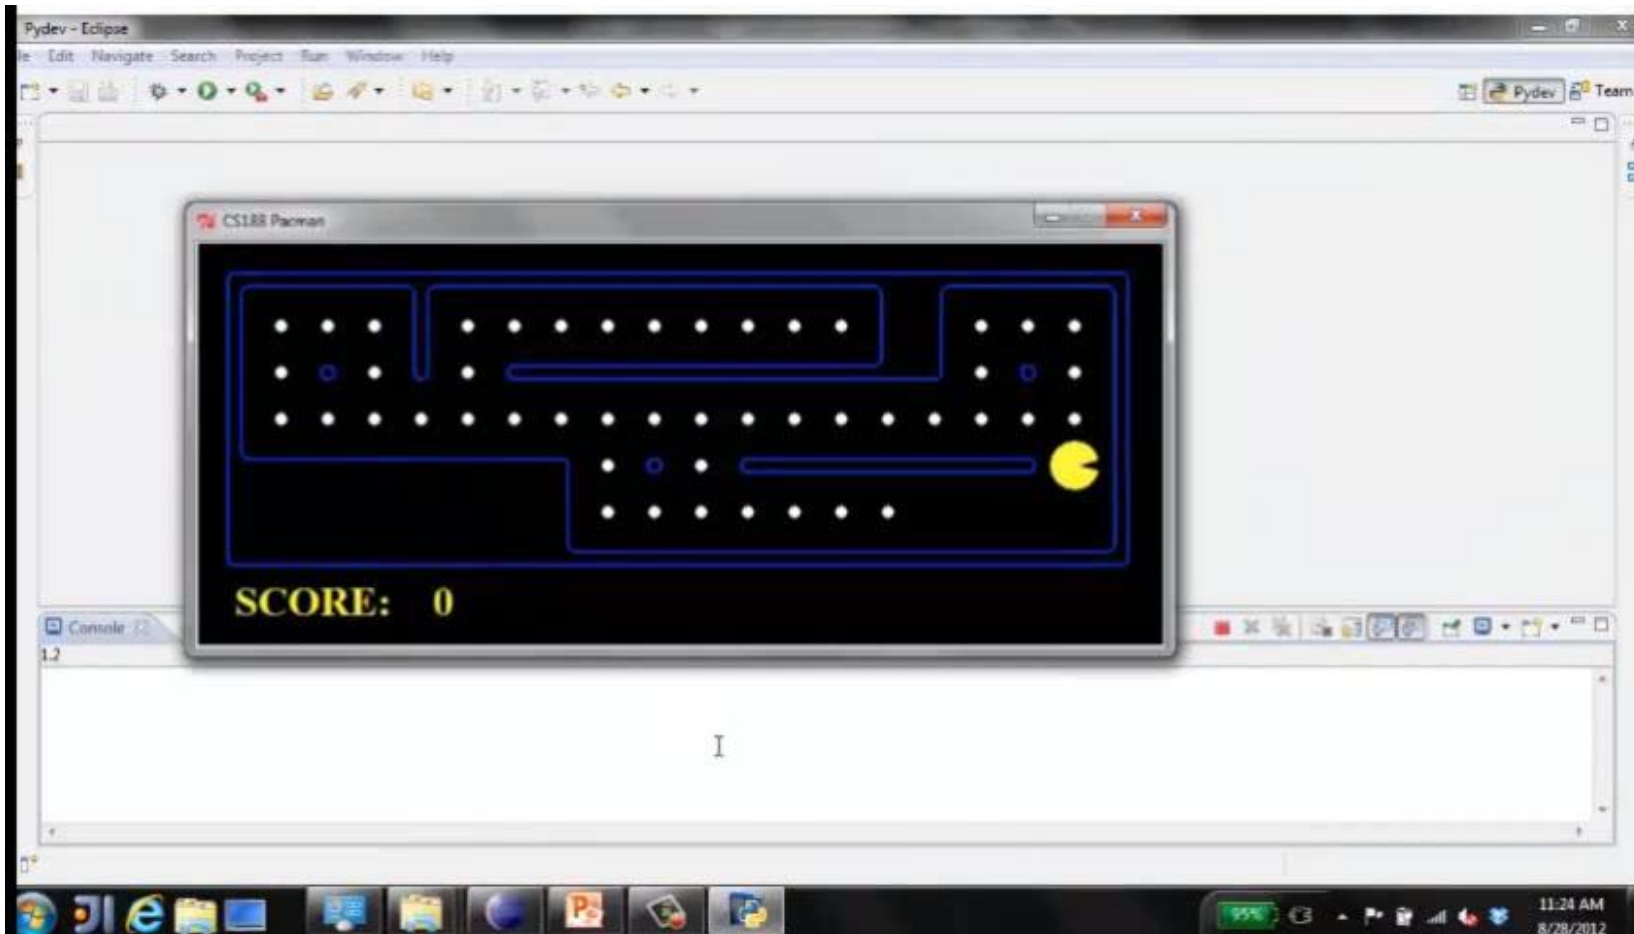 Pydev - Eclipse
Edit Navigate Search Project Run Window Help
Pydev Team
CS188 Pacman
SCORE: 0
Console
1.2
95%
11:24 AM
8/28/2012